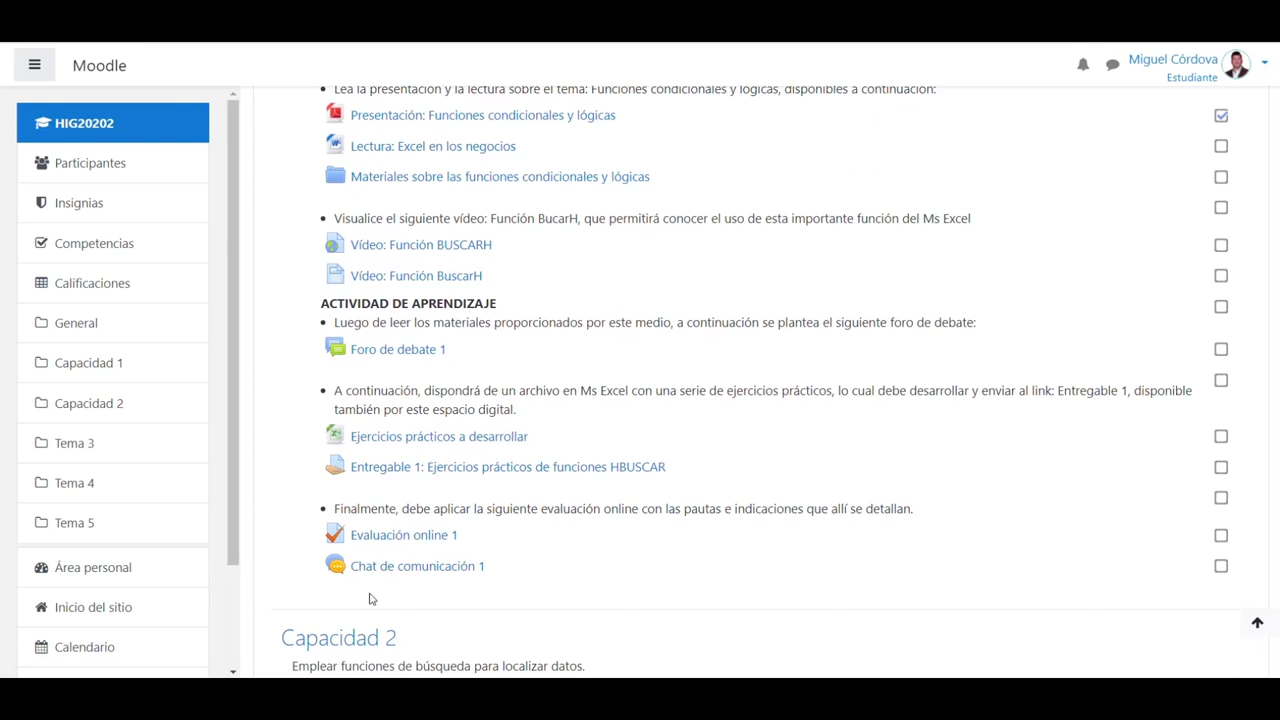 Moodle
Miguel Córdova
Estudiante
HIG20202
Participantes
Insignias
Competencias
Calificaciones
General
Capacidad 1
Capacidad 2
Tema 3
Tema 4
Tema 5
Área personal
Inicio del sitio
Calendario
• Lea la presentación y la lectura sobre el tema: Funciones condicionales y lógicas, disponibles a continuación:
Presentación: Funciones condicionales y lógicas
Lectura: Excel en los negocios
Materiales sobre las funciones condicionales y lógicas
• Visualice el siguiente vídeo: Función BucarH, que permitirá conocer el uso de esta importante función del Ms Excel
Vídeo: Función BUSCARH
Vídeo: Función BuscarH
ACTIVIDAD DE APRENDIZAJE
• Luego de leer los materiales proporcionados por este medio, a continuación se plantea el siguiente foro de debate:
Foro de debate 1
• A continuación, dispondrá de un archivo en Ms Excel con una serie de ejercicios prácticos, lo cual debe desarrollar y enviar al link: Entregable 1, disponible
también por este espacio digital.
Ejercicios prácticos a desarrollar
Entregable 1: Ejercicios prácticos de funciones HBUSCAR
• Finalmente, debe aplicar la siguiente evaluación online con las pautas e indicaciones que allí se detallan.
Evaluación online 1
Chat de comunicación 1
Capacidad 2
Emplear funciones de búsqueda para localizar datos.